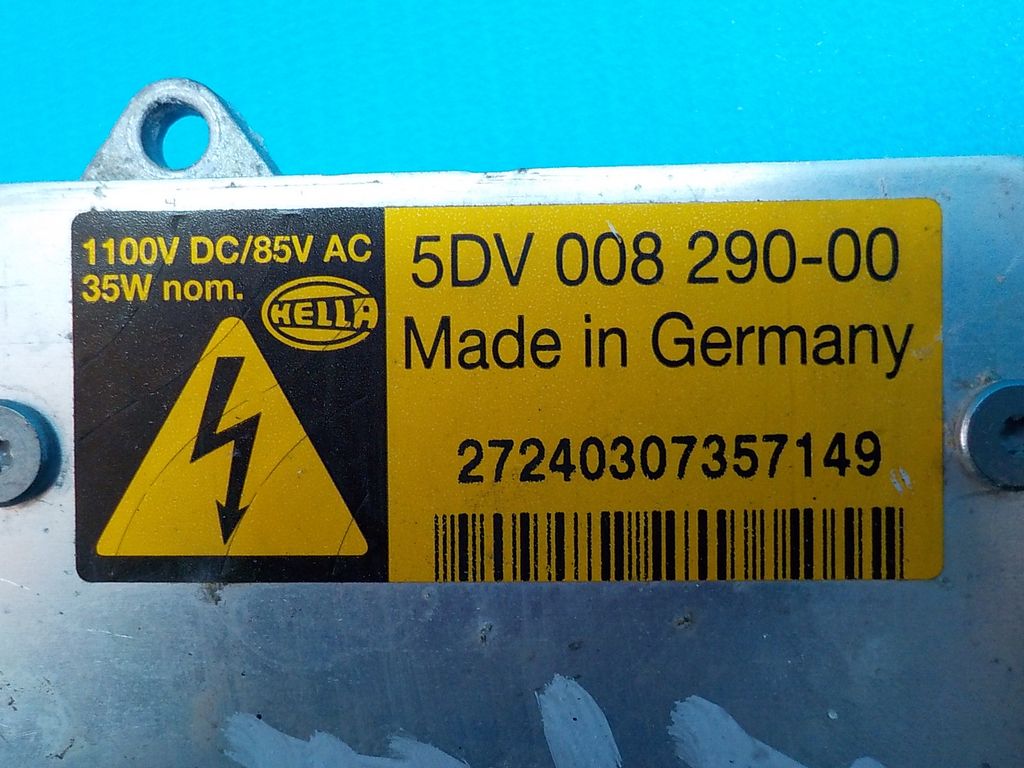 1100V DC/85V AC
35W nom.
HELLA
5DV 008 290-00
Made in Germany
27240307357149